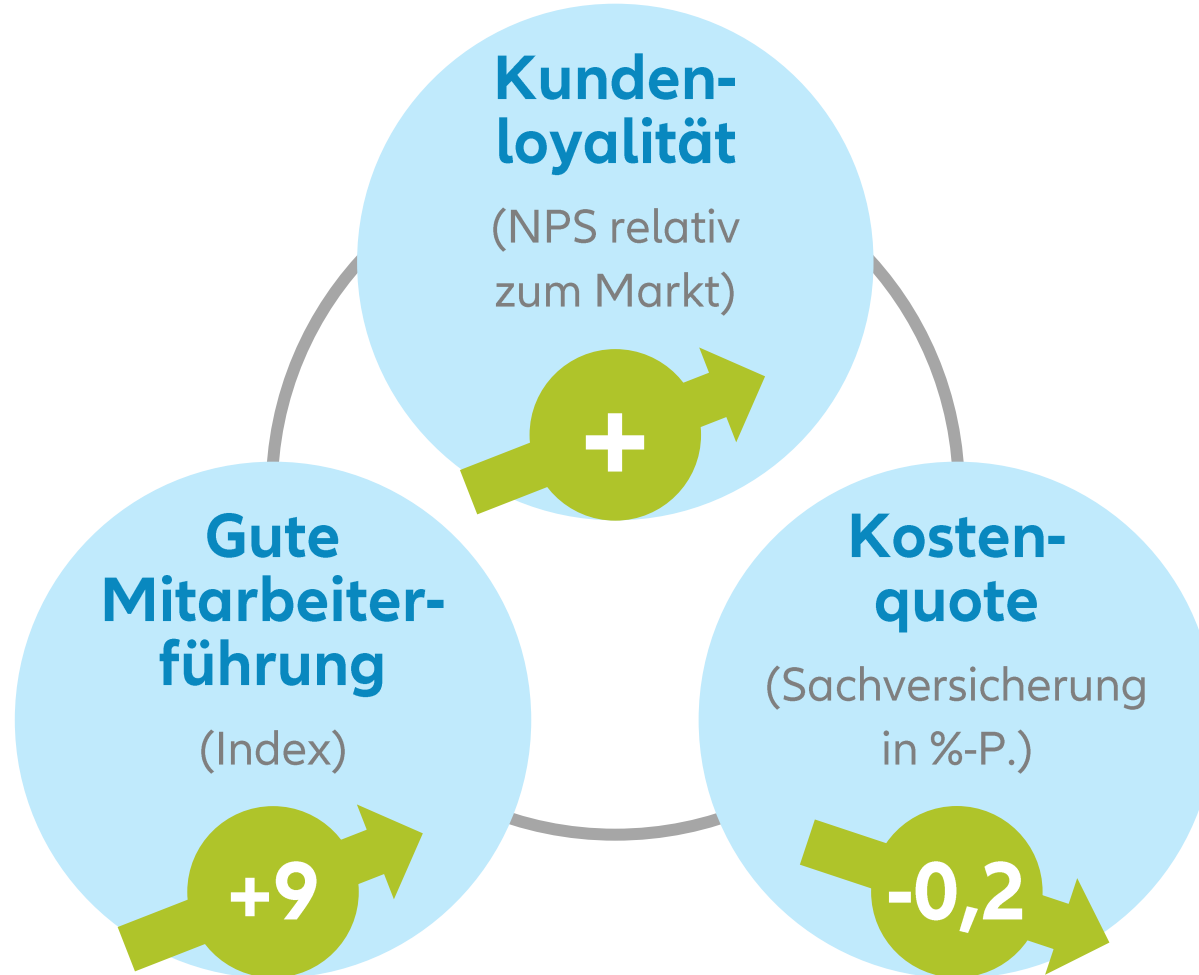 Kunden-
loyalität
(NPS relativ
zum Markt)
+
Gute
Mitarbeiter-
führung
(Index)
+9
Kosten-
quote
(Sachversicherung
in %-P.)
-0,2